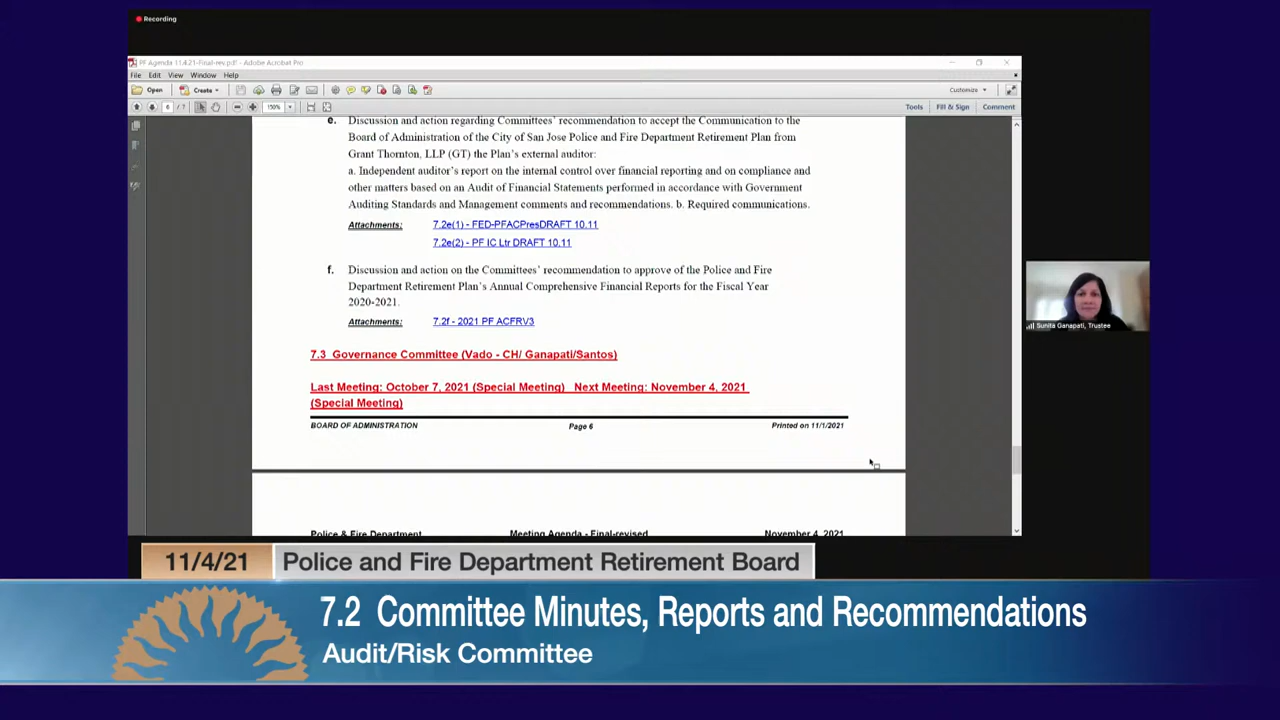 Recording
PF Agenda 11.4.21-Final-rev.pdf* - Adobe Acrobat Pro
File Edit View Window Help
Open Create Customize
6 / 7 150% Tools Fill & Sign Comment
e. Discussion and action regarding Committees' recommendation to accept the Communication to the
Board of Administration of the City of San Jose Police and Fire Department Retirement Plan from
Grant Thornton, LLP (GT) the Plan's external auditor:
a. Independent auditor's report on the internal control over financial reporting and on compliance and
other matters based on an Audit of Financial Statements performed in accordance with Government
Auditing Standards and Management comments and recommendations. b. Required communications.
Attachments: 7.2e(1) - FED-PFACPresDRAFT 10.11
7.2e(2) - PF IC Ltr DRAFT 10.11
f. Discussion and action on the Committees' recommendation to approve of the Police and Fire
Department Retirement Plan's Annual Comprehensive Financial Reports for the Fiscal Year
2020-2021.
Attachments: 7.2f - 2021 PF ACFRV3
7.3 Governance Committee (Vado - CH/ Ganapati/Santos)
Last Meeting: October 7, 2021 (Special Meeting) Next Meeting: November 4, 2021
(Special Meeting)
BOARD OF ADMINISTRATION Page 6 Printed on 11/1/2021
Police & Fire Department Meeting Agenda - Final-revised November 4, 2021
Sunita Ganapati, Trustee
11/4/21 Police and Fire Department Retirement Board
7.2 Committee Minutes, Reports and Recommendations
Audit/Risk Committee